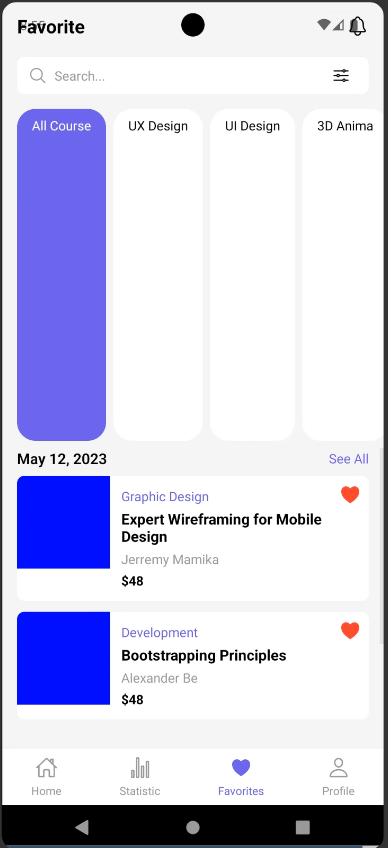 Favorite
Search...
All Course
UX Design
UI Design
3D Anima
May 12, 2023
See All
Graphic Design
Expert Wireframing for Mobile
Design
Jerremy Mamika
$48
Development
Bootstrapping Principles
Alexander Be
$48
Home
Statistic
Favorites
Profile